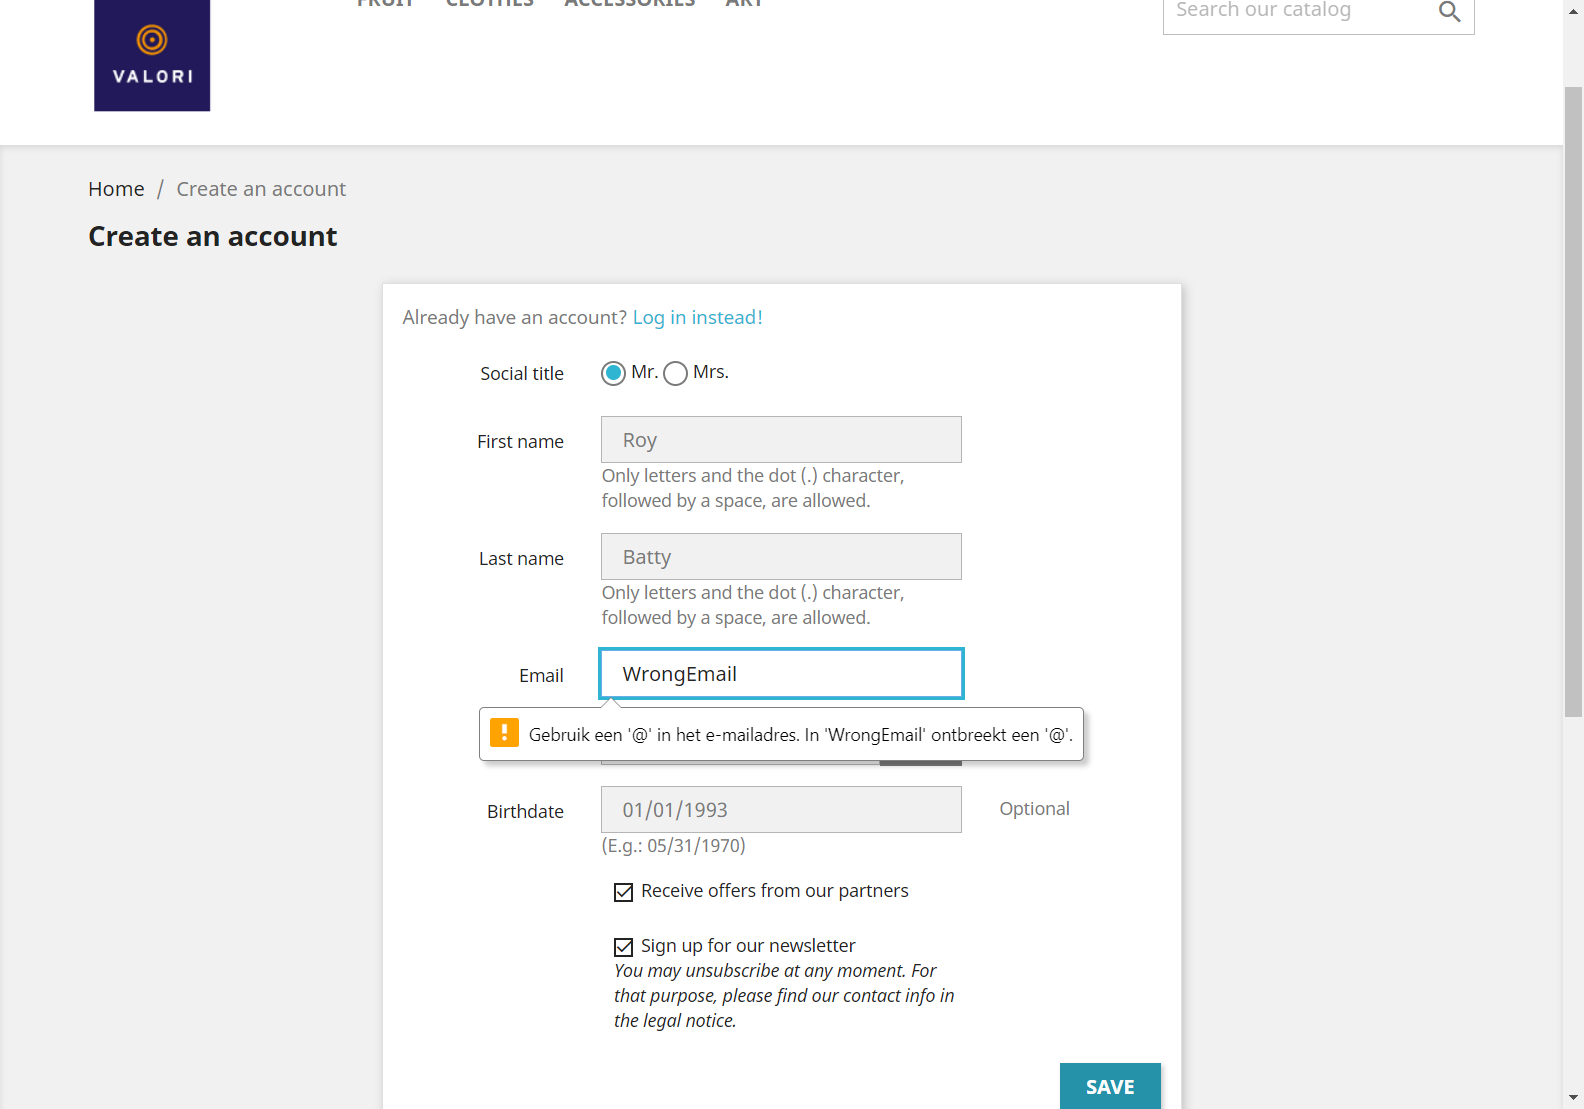 FRUIT CLOTHES ACCESSORIES ART
Search our catalog
VALORI
Home / Create an account
Create an account
Already have an account? Log in instead!
Social title Mr. Mrs.
First name Roy
Only letters and the dot (.) character,
followed by a space, are allowed.
Last name Batty
Only letters and the dot (.) character,
followed by a space, are allowed.
Email WrongEmail
Gebruik een '@' in het e-mailadres. In 'WrongEmail' ontbreekt een '@'.
Birthdate 01/01/1993 Optional
(E.g.: 05/31/1970)
Receive offers from our partners
Sign up for our newsletter
You may unsubscribe at any moment. For
that purpose, please find our contact info in
the legal notice.
SAVE